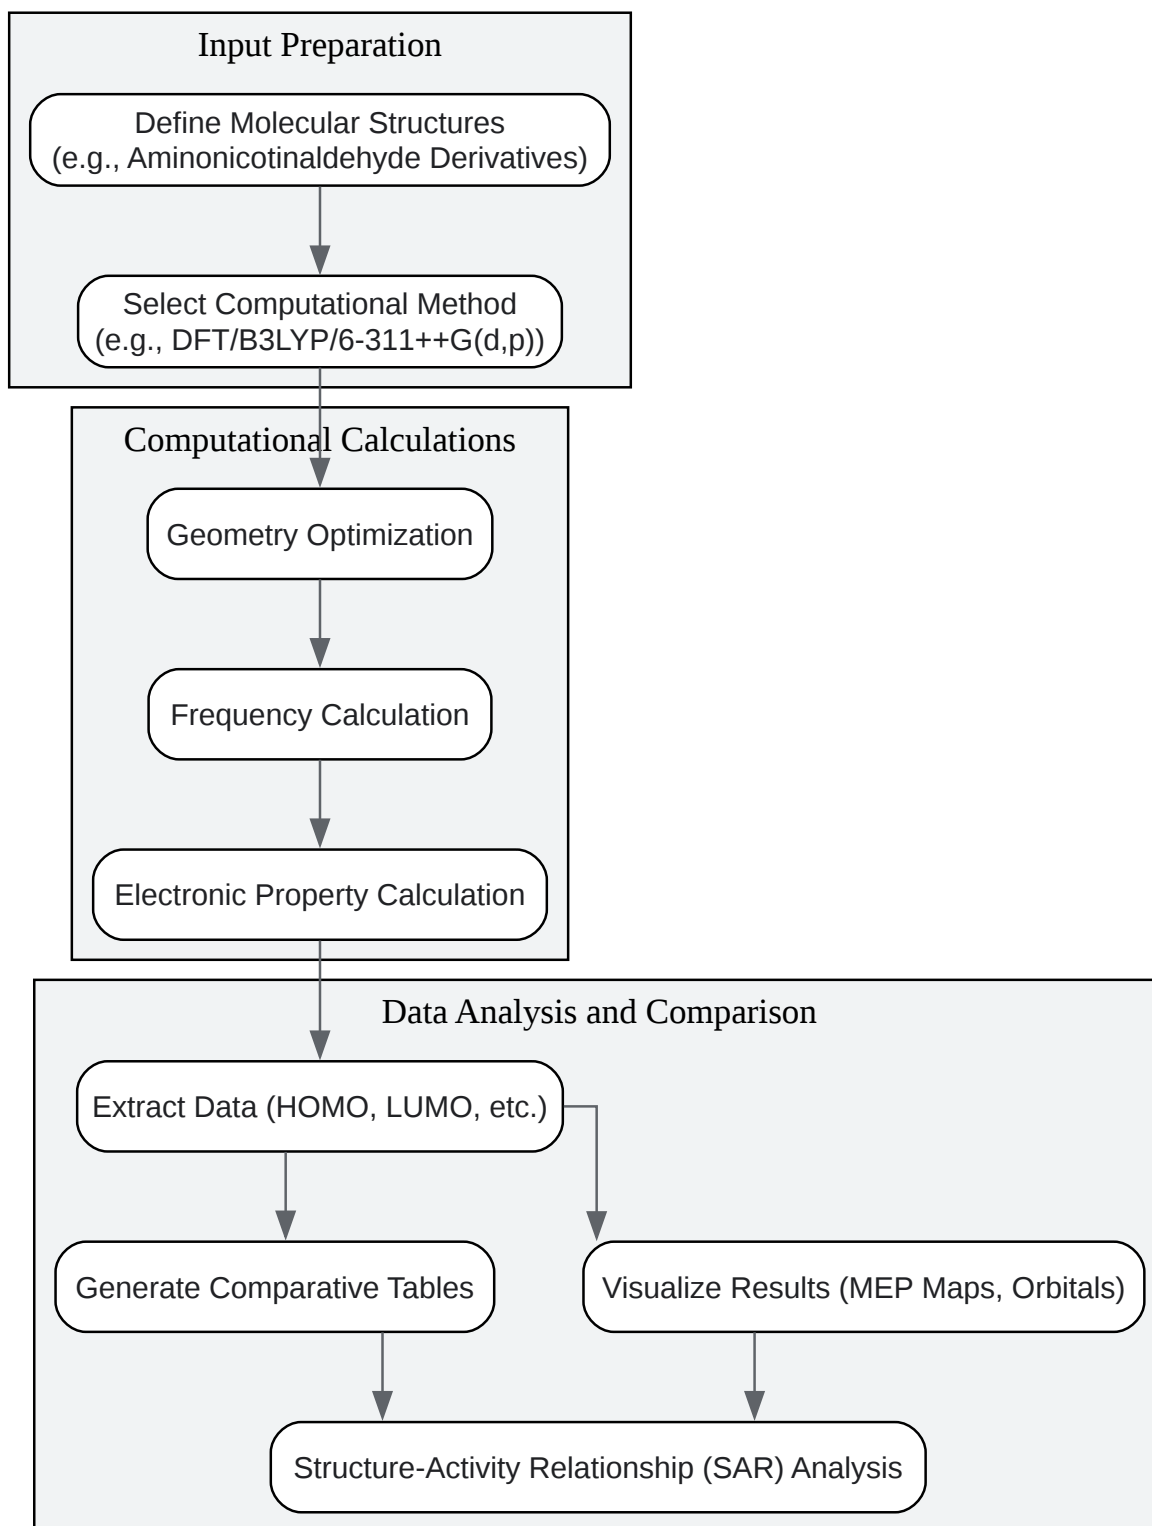 Input Preparation
Define Molecular Structures
(e.g., Aminonicotinaldehyde Derivatives)
Select Computational Method
(e.g., DFT/B3LYP/6-311++G(d,p))
Computational Calculations
Geometry Optimization
Frequency Calculation
Electronic Property Calculation
Data Analysis and Comparison
Extract Data (HOMO, LUMO, etc.)
Generate Comparative Tables
Visualize Results (MEP Maps, Orbitals)
Structure-Activity Relationship (SAR) Analysis